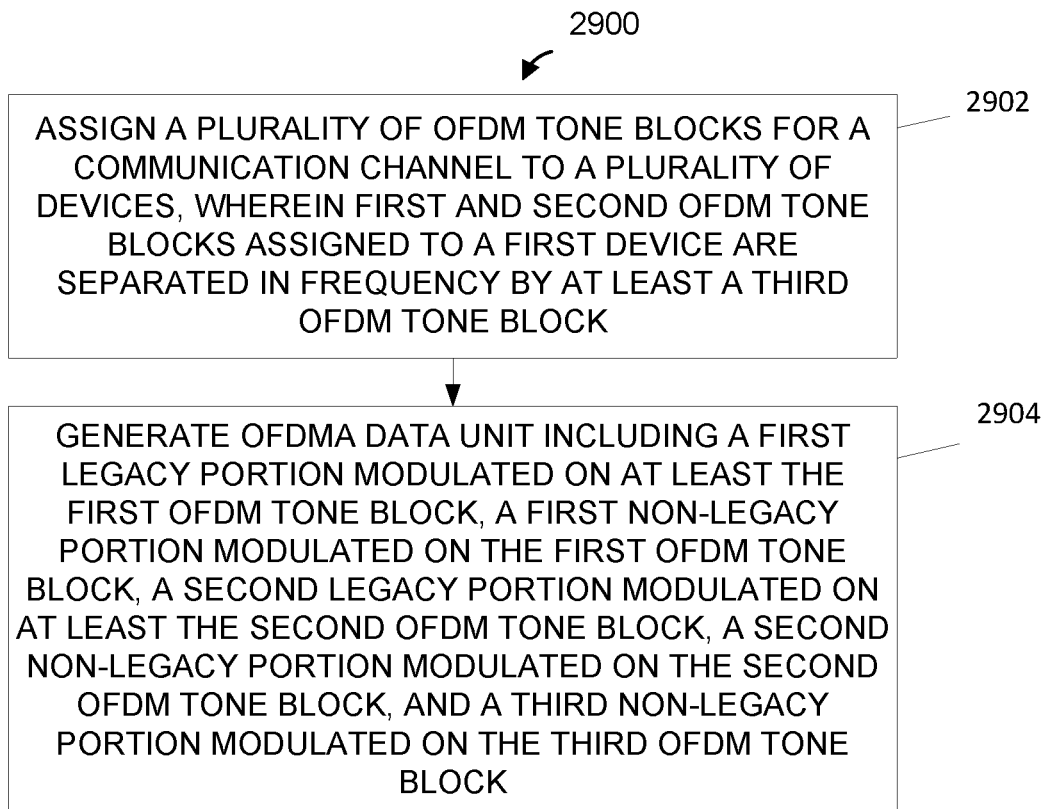 2900
2902
ASSIGN A PLURALITY OF OFDM TONE BLOCKS FOR A
COMMUNICATION CHANNEL TO A PLURALITY OF
DEVICES, WHEREIN FIRST AND SECOND OFDM TONE
BLOCKS ASSIGNED TO A FIRST DEVICE ARE
SEPARATED IN FREQUENCY BY AT LEAST A THIRD
OFDM TONE BLOCK
2904
GENERATE OFDMA DATA UNIT INCLUDING A FIRST
LEGACY PORTION MODULATED ON AT LEAST THE
FIRST OFDM TONE BLOCK, A FIRST NON-LEGACY
PORTION MODULATED ON THE FIRST OFDM TONE
BLOCK, A SECOND LEGACY PORTION MODULATED ON
AT LEAST THE SECOND OFDM TONE BLOCK, A SECOND
NON-LEGACY PORTION MODULATED ON THE SECOND
OFDM TONE BLOCK, AND A THIRD NON-LEGACY
PORTION MODULATED ON THE THIRD OFDM TONE
BLOCK